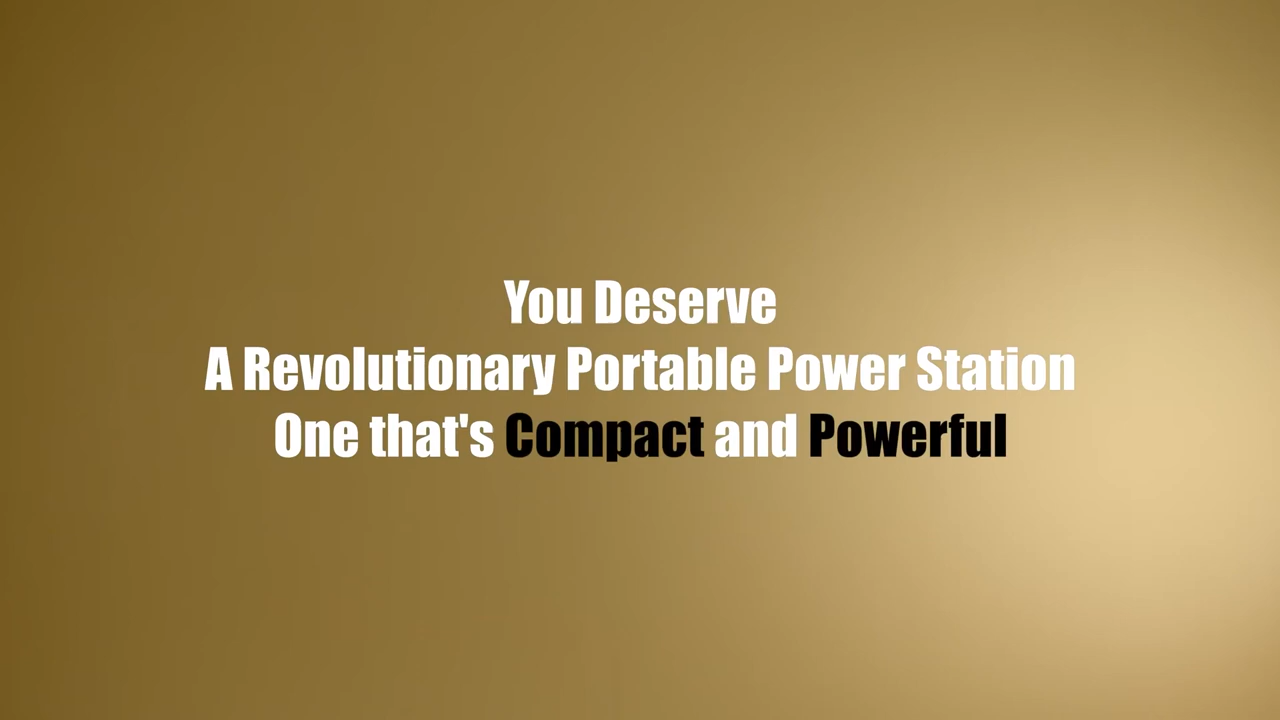 You Deserve
A Revolutionary Portable Power Station
One that's Compact and Powerful